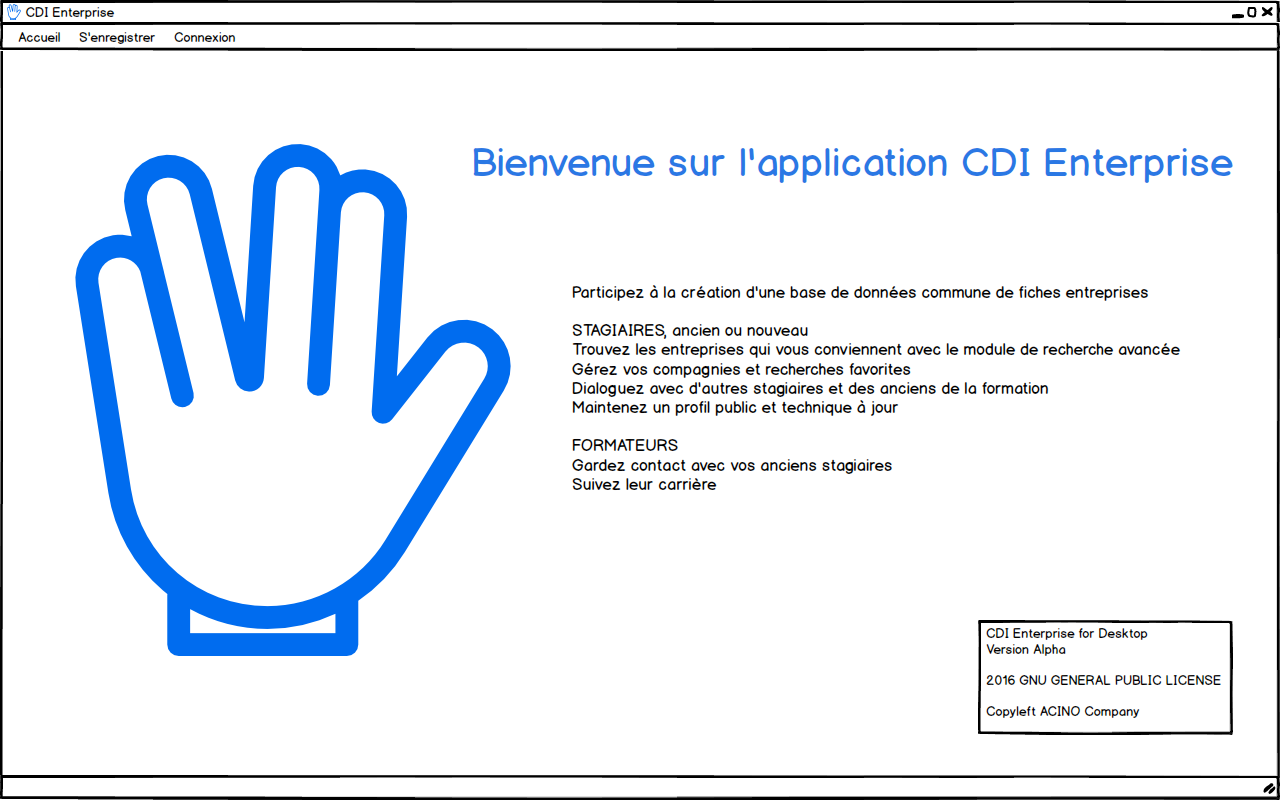 CDI Enterprise
Accueil S'enregistrer Connexion
Bienvenue sur l'application CDI Enterprise
Participez à la création d'une base de données commune de fiches entreprises
STAGIAIRES, ancien ou nouveau
Trouvez les entreprises qui vous conviennent avec le module de recherche avancée
Gérez vos compagnies et recherches favorites
Dialoguez avec d'autres stagiaires et des anciens de la formation
Maintenez un profil public et technique à jour
FORMATEURS
Gardez contact avec vos anciens stagiaires
Suivez leur carrière
CDI Enterprise for Desktop
Version Alpha
2016 GNU GENERAL PUBLIC LICENSE
Copyleft ACINO Company